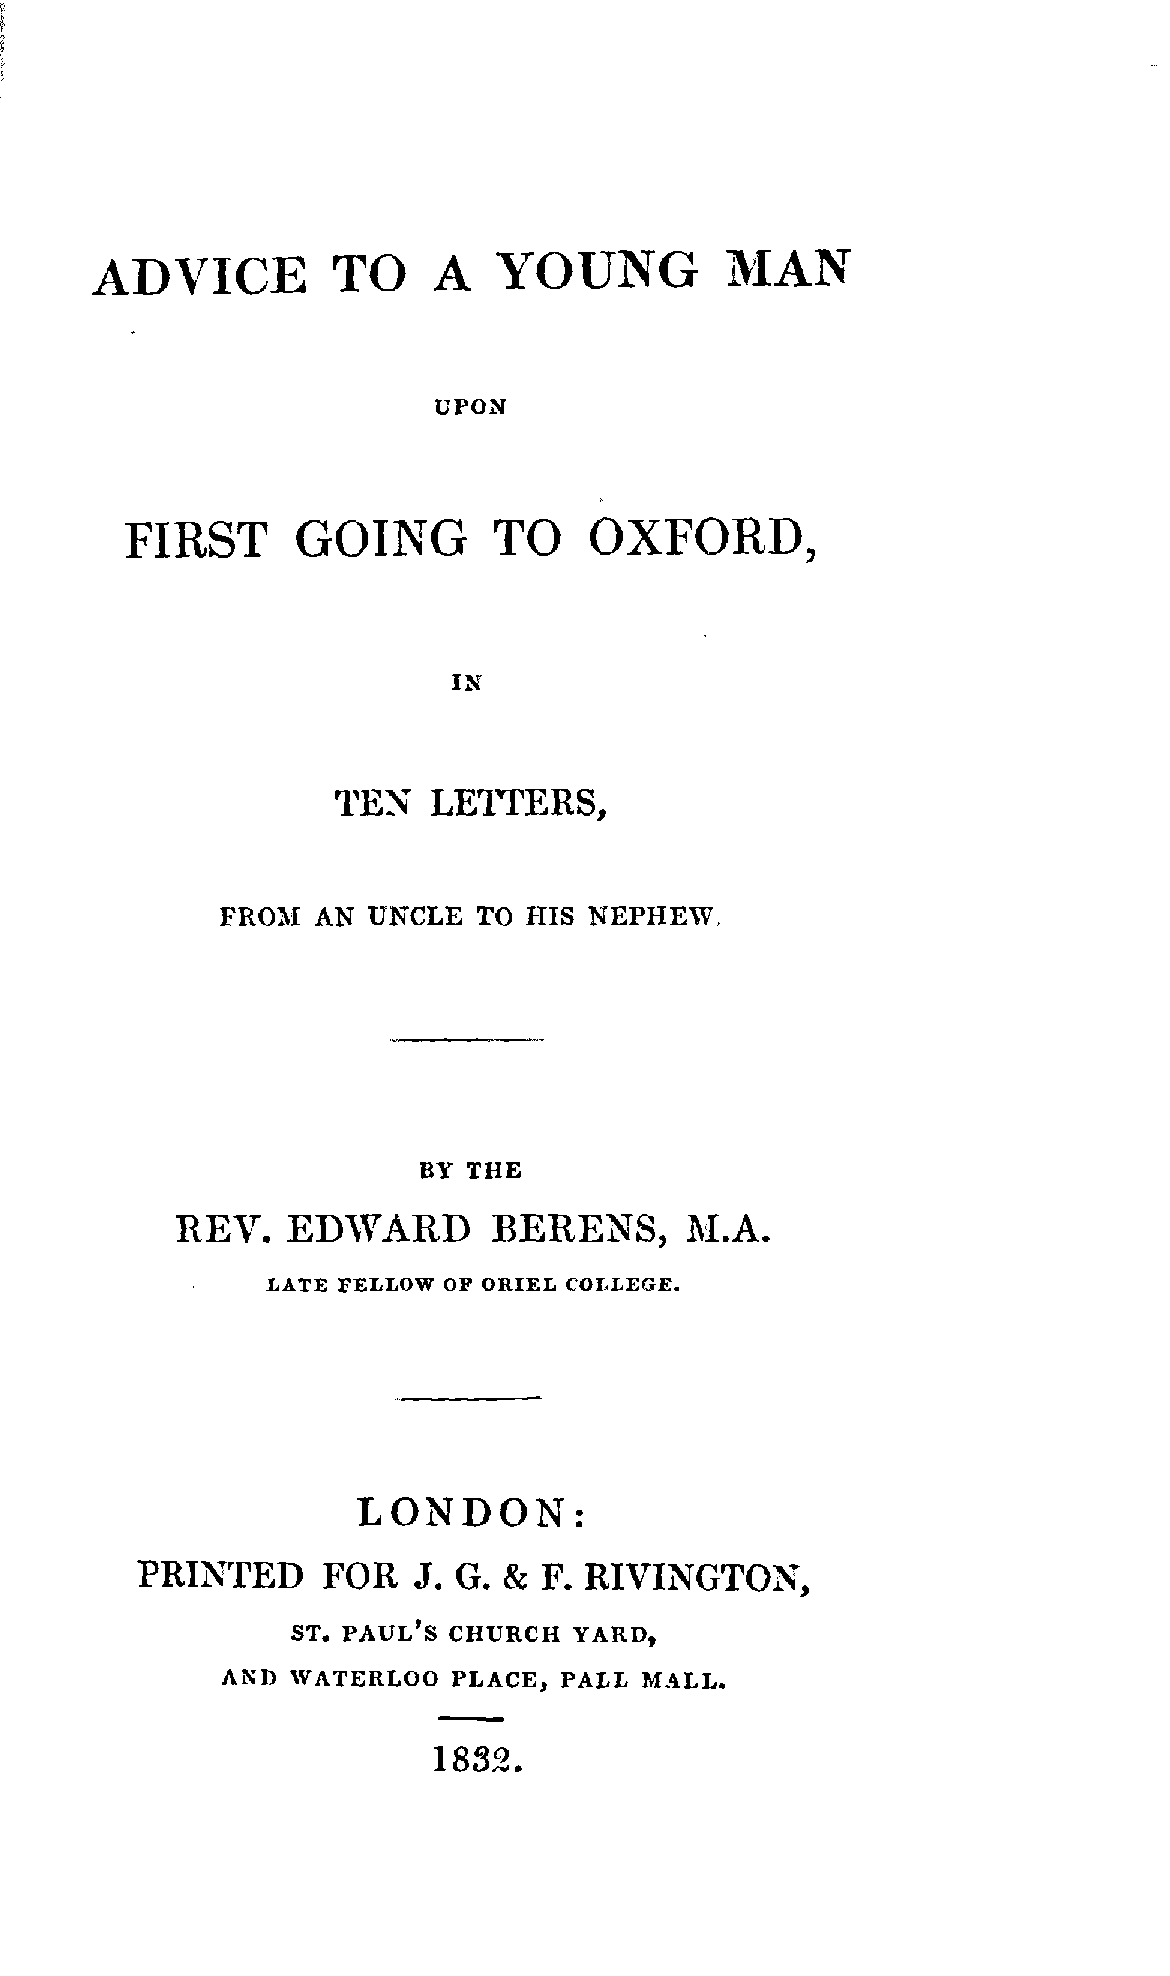 ADVICE TO A YOUNG MAN
UPON
FIRST GOING TO OXFORD,
IN
TEN LETTERS,
FROM AN UNCLE TO HIS NEPHEW.
BY THE
REV. EDWARD BERENS, M.A.
LATE FELLOW OF ORIEL COLLEGE.
LONDON:
PRINTED FOR J. G. & F. RIVINGTON,
ST. PAUL'S CHURCH YARD,
AND WATERLOO PLACE, PALL MALL.
1832.